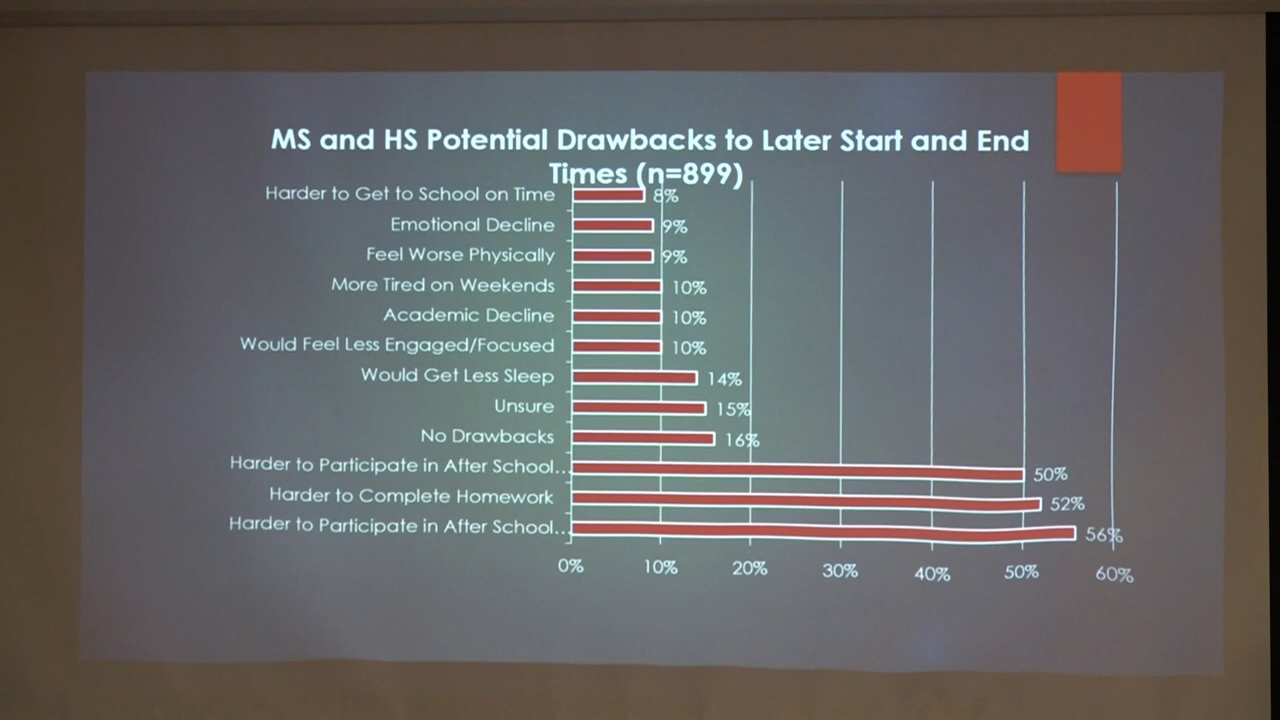 MS and HS Potential Drawbacks to Later Start and End
Times (n=899)
Harder to Get to School on Time 8%
Emotional Decline 9%
Feel Worse Physically 9%
More Tired on Weekends 10%
Academic Decline 10%
Would Feel Less Engaged/Focused 10%
Would Get Less Sleep 14%
Unsure 15%
No Drawbacks 16%
Harder to Participate in After School... 50%
Harder to Complete Homework 52%
Harder to Participate in After School... 56%
0% 10% 20% 30% 40% 50% 60%